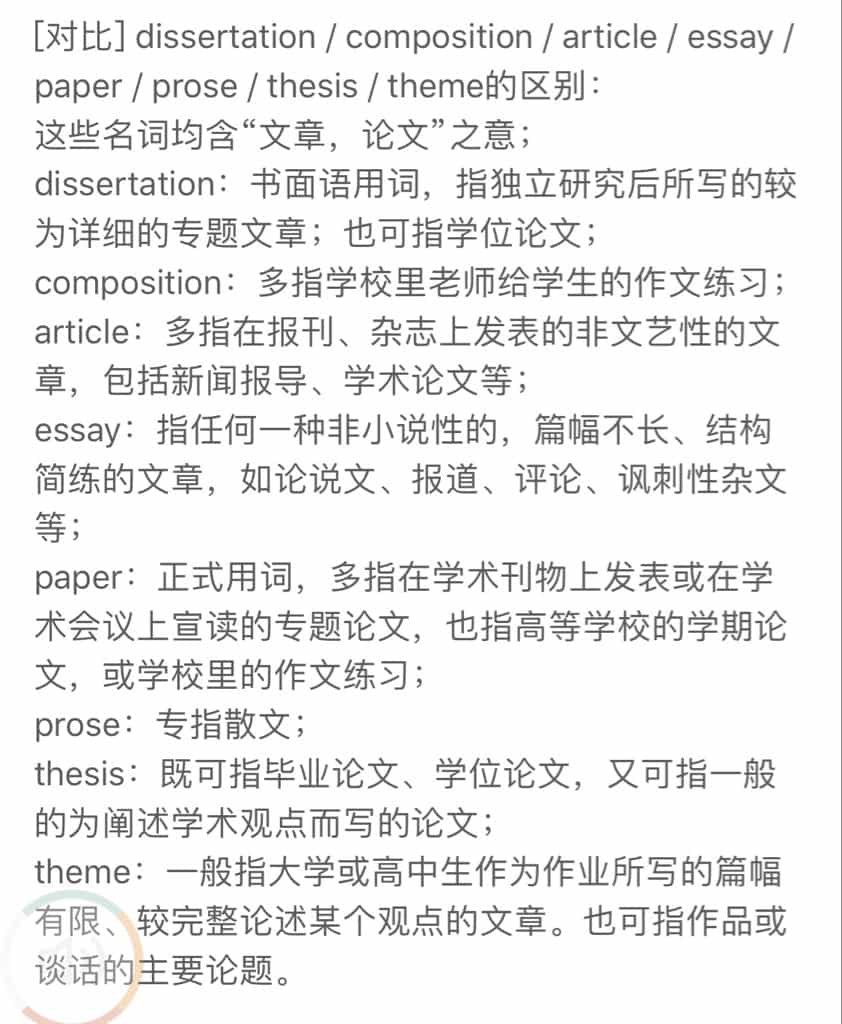 [对比] dissertation / composition / article / essay /
paper / prose / thesis / theme的区别：
这些名词均含“文章，论文”之意；
dissertation：书面语用词，指独立研究后所写的较
为详细的专题文章；也可指学位论文；
composition：多指学校里老师给学生的作文练习；
article：多指在报刊、杂志上发表的非文艺性的文
章，包括新闻报导、学术论文等；
essay：指任何一种非小说性的，篇幅不长、结构
简练的文章，如论说文、报道、评论、讽刺性杂文
等；
paper：正式用词，多指在学术刊物上发表或在学
术会议上宣读的专题论文，也指高等学校的学期论
文，或学校里的作文练习；
prose：专指散文；
thesis：既可指毕业论文、学位论文，又可指一般
的为阐述学术观点而写的论文；
theme：一般指大学或高中生作为作业所写的篇幅
有限、较完整论述某个观点的文章。也可指作品或
谈话的主要论题。